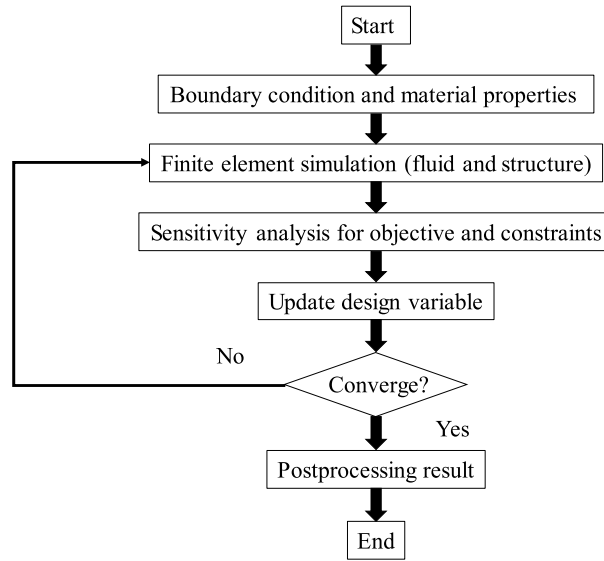 Start
Boundary condition and material properties
Finite element simulation (fluid and structure)
Sensitivity analysis for objective and constraints
Update design variable
No
Converge?
Yes
Postprocessing result
End